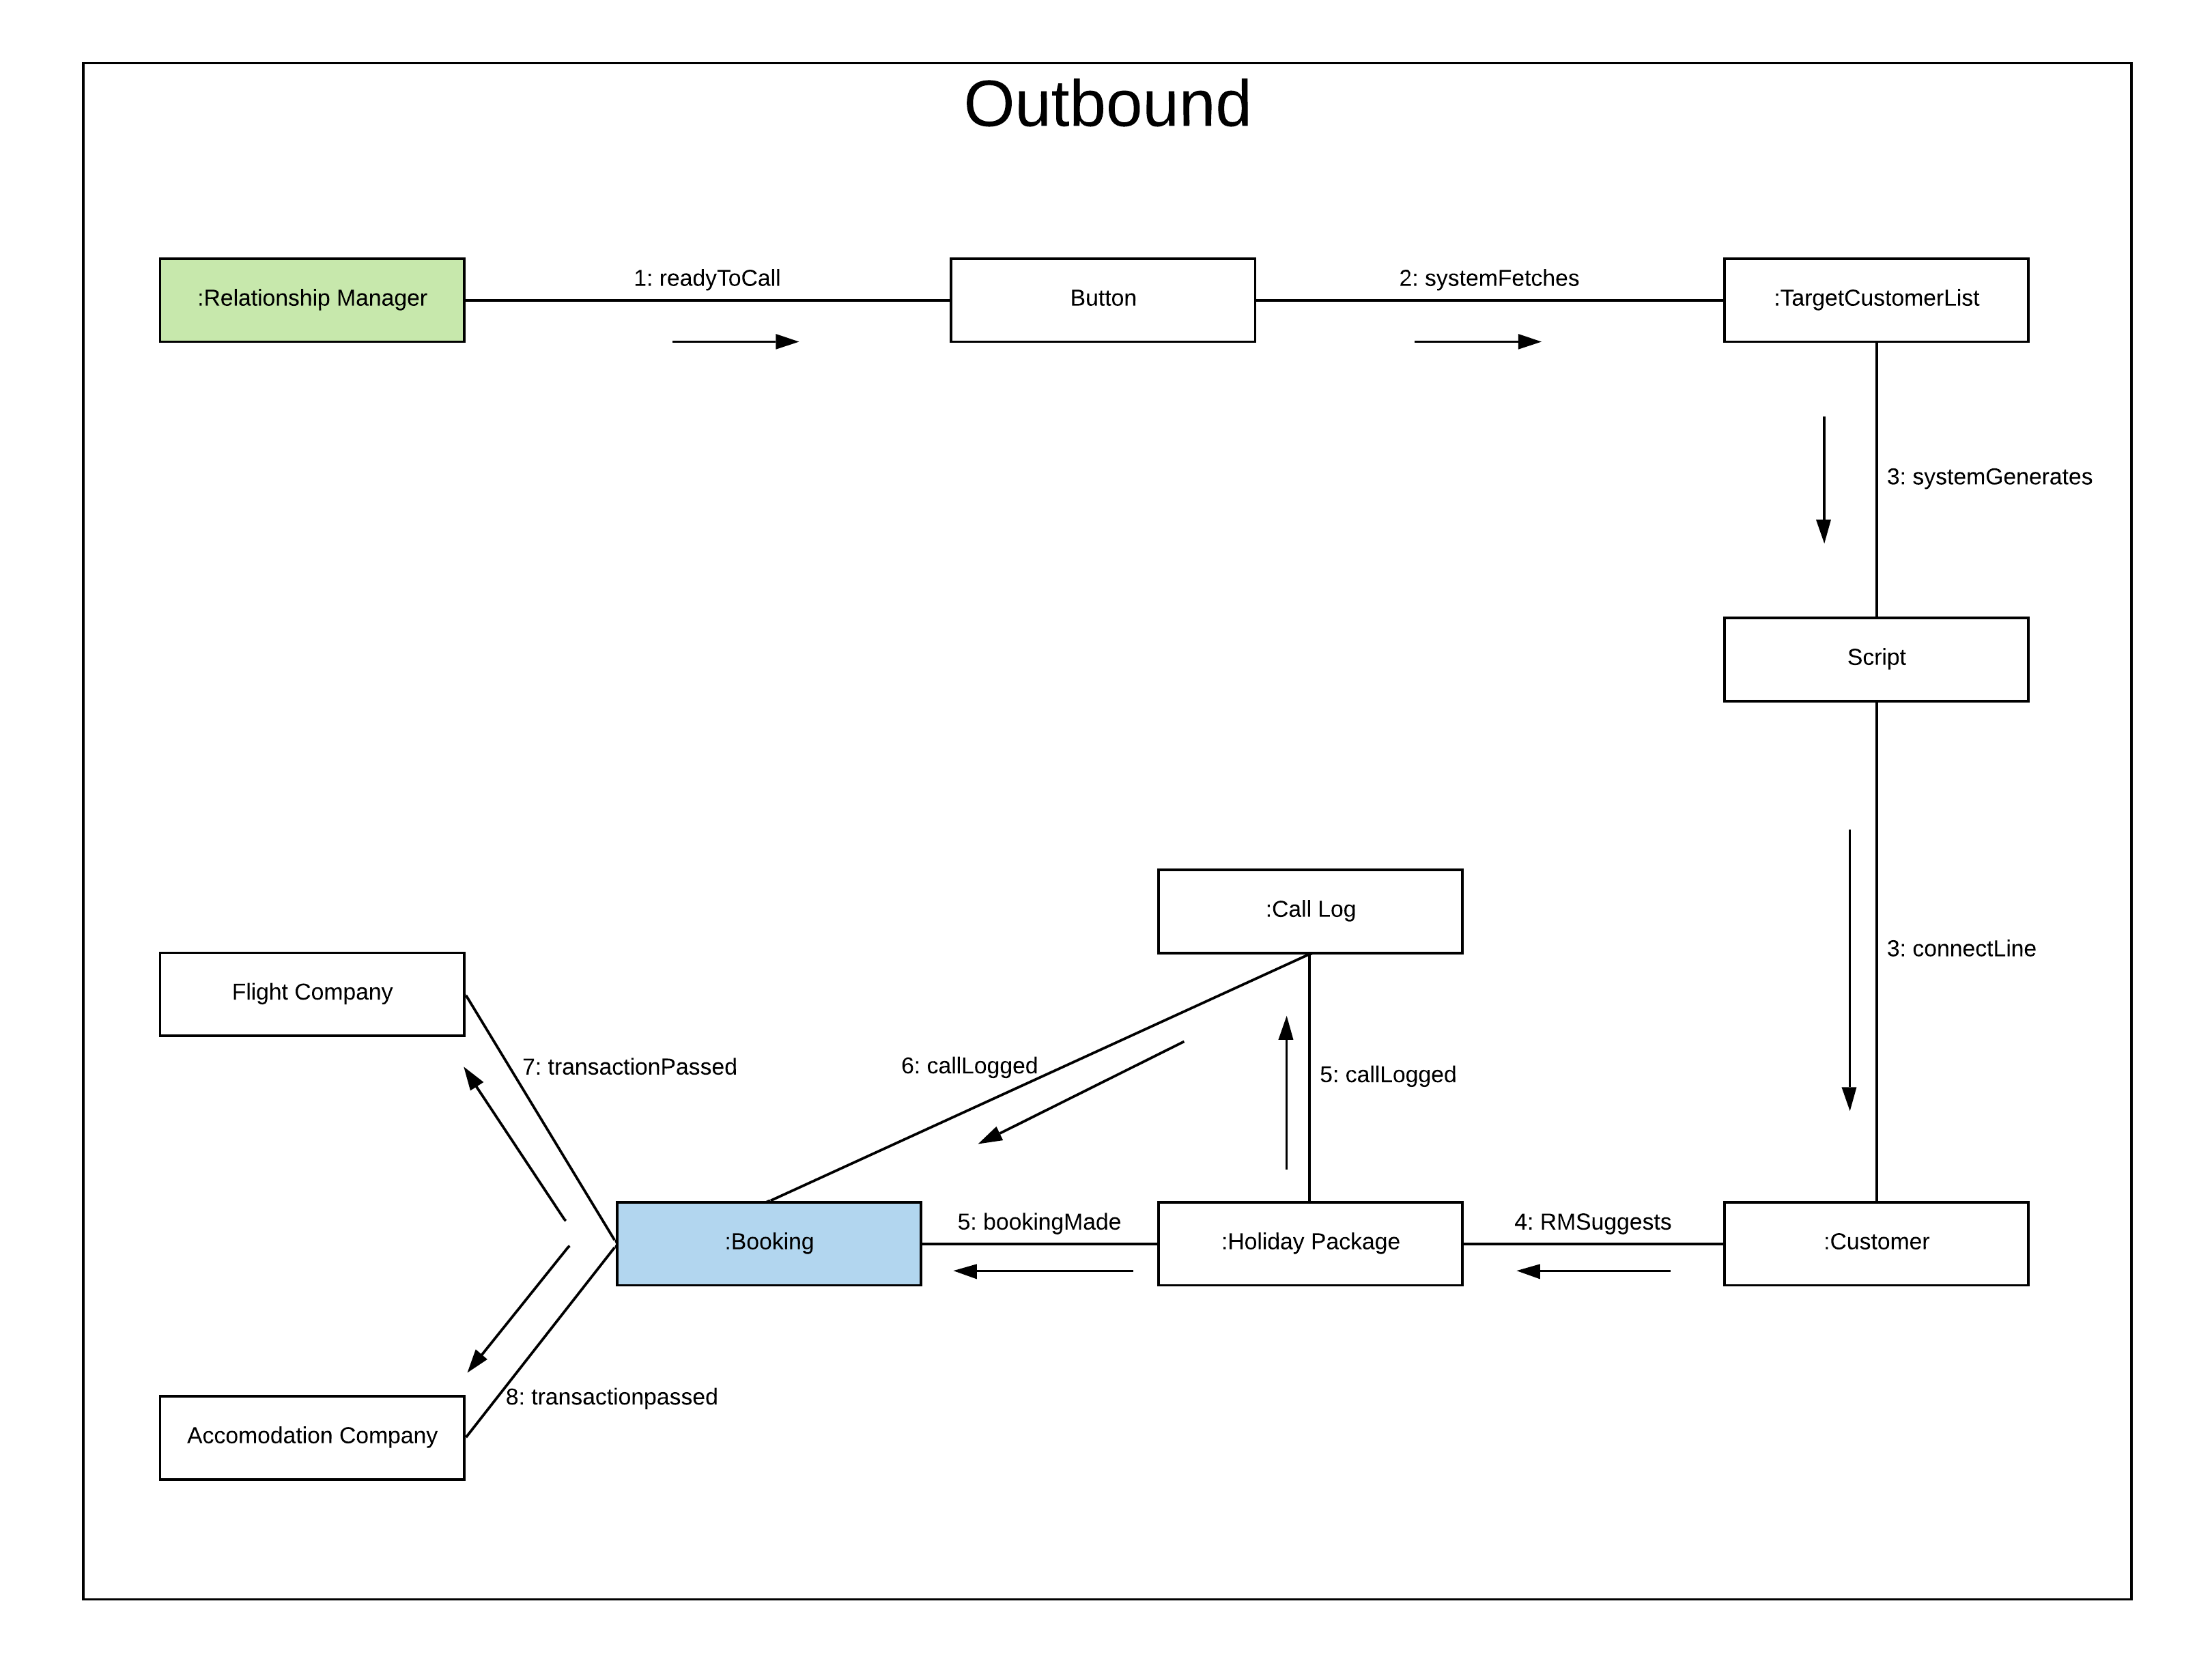 Outbound
:Relationship Manager
1: readyToCall
Button
2: systemFetches
:TargetCustomerList
3: systemGenerates
Script
3: connectLine
:Call Log
Flight Company
7: transactionPassed
6: callLogged
5: callLogged
:Booking
5: bookingMade
:Holiday Package
4: RMSuggests
:Customer
8: transactionpassed
Accomodation Company